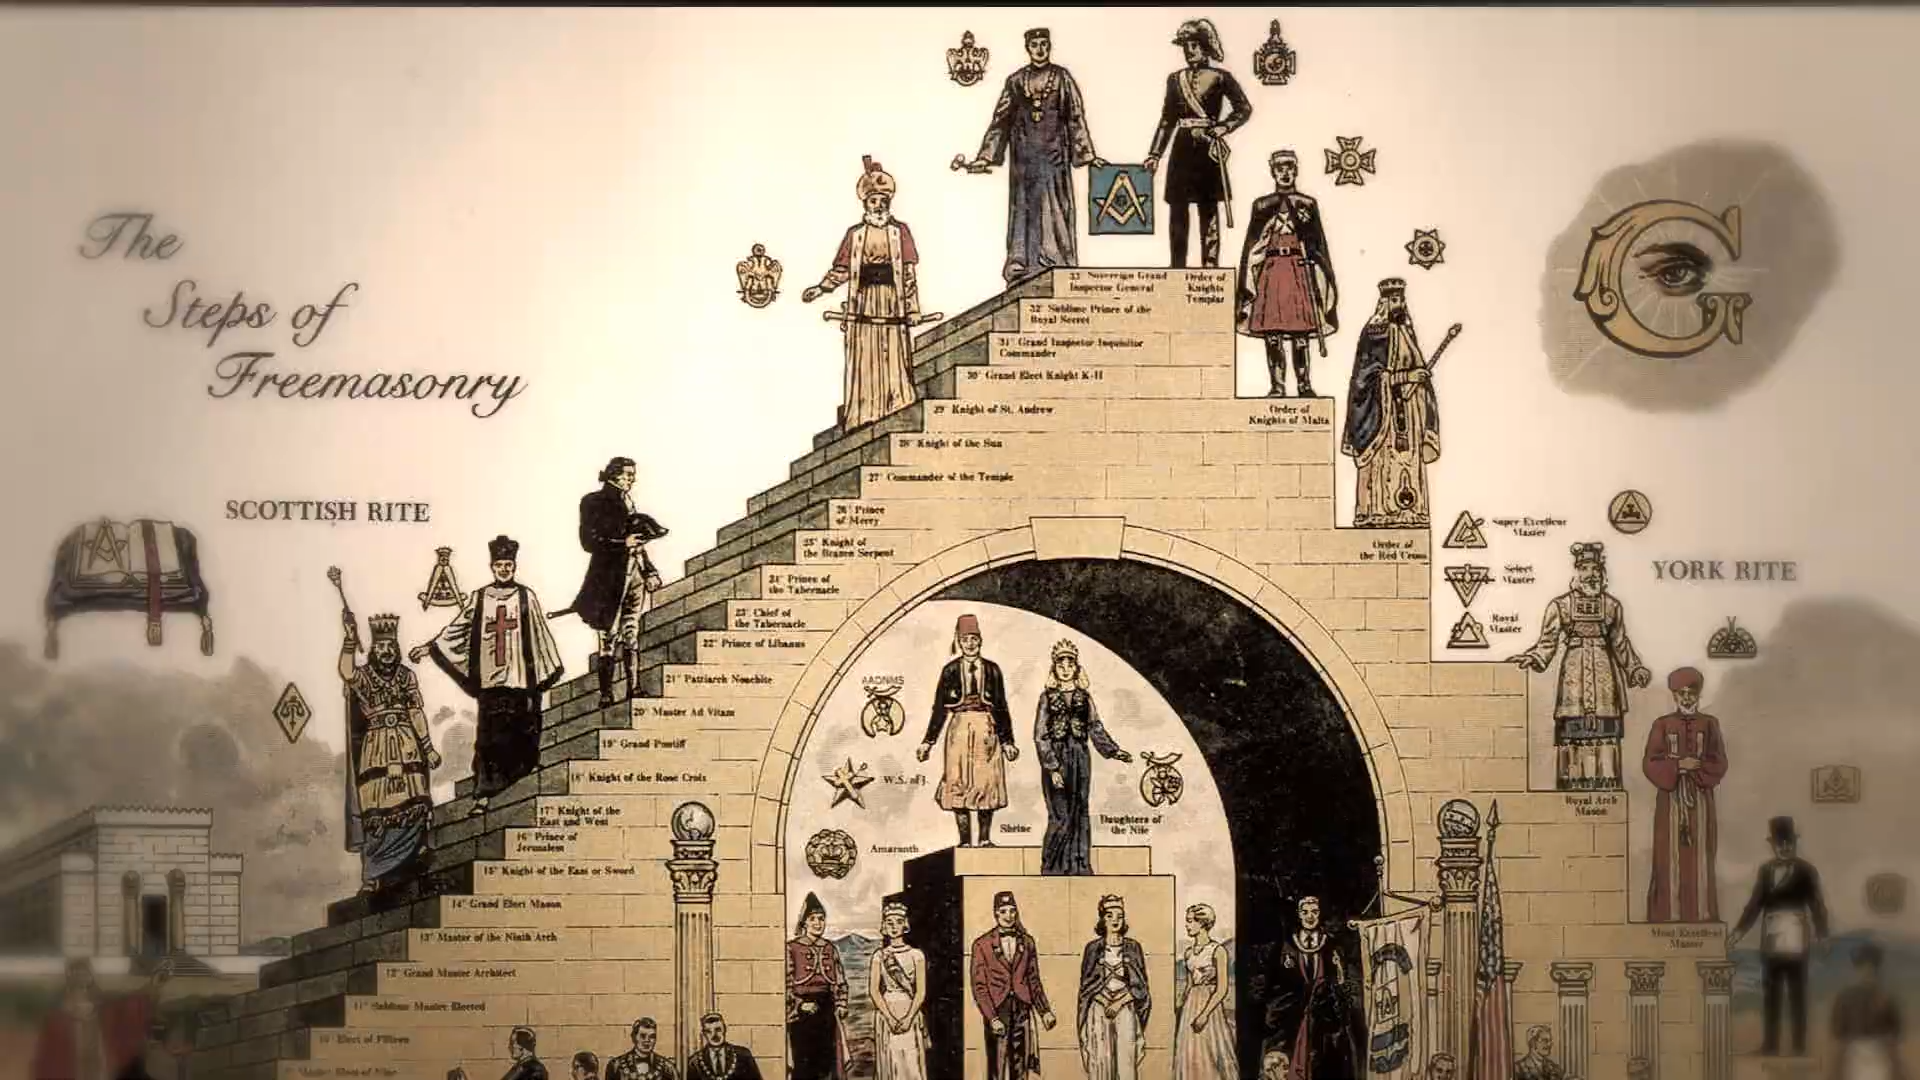 The
Steps of
Freemasonry
SCOTTISH RITE
YORK RITE
33° Sovereign Grand
Inspector General
Order of
Knights
Templar
32° Sublime Prince of the
Royal Secret
31° Grand Inspector Inquisitor
Commander
30° Grand Elect Knight K-H
29° Knight of St. Andrew
28° Knight of the Sun
27° Commander of the Temple
26° Prince
of Mercy
25° Knight of
the Brazen Serpent
24° Prince of
the Tabernacle
23° Chief of
the Tabernacle
22° Prince of Libanus
21° Patriarch Noachite
20° Master Ad Vitam
19° Grand Pontiff
18° Knight of the Rose Croix
17° Knight of the
East and West
16° Prince of
Jerusalem
15° Knight of the East or Sword
14° Grand Elect Mason
13° Master of the Ninth Arch
12° Grand Master Architect
11° Sublime Master Elected
10° Elect of Fifteen
9° Master Elect of Nine
Order of
Knights of Malta
Order of
the Red Cross
Super Excellent
Master
Select
Master
Royal
Master
Royal Arch
Mason
Most Excellent
Master
AAONMS
W.S. of J.
Shrine
Daughters of
the Nile
Amaranth
G